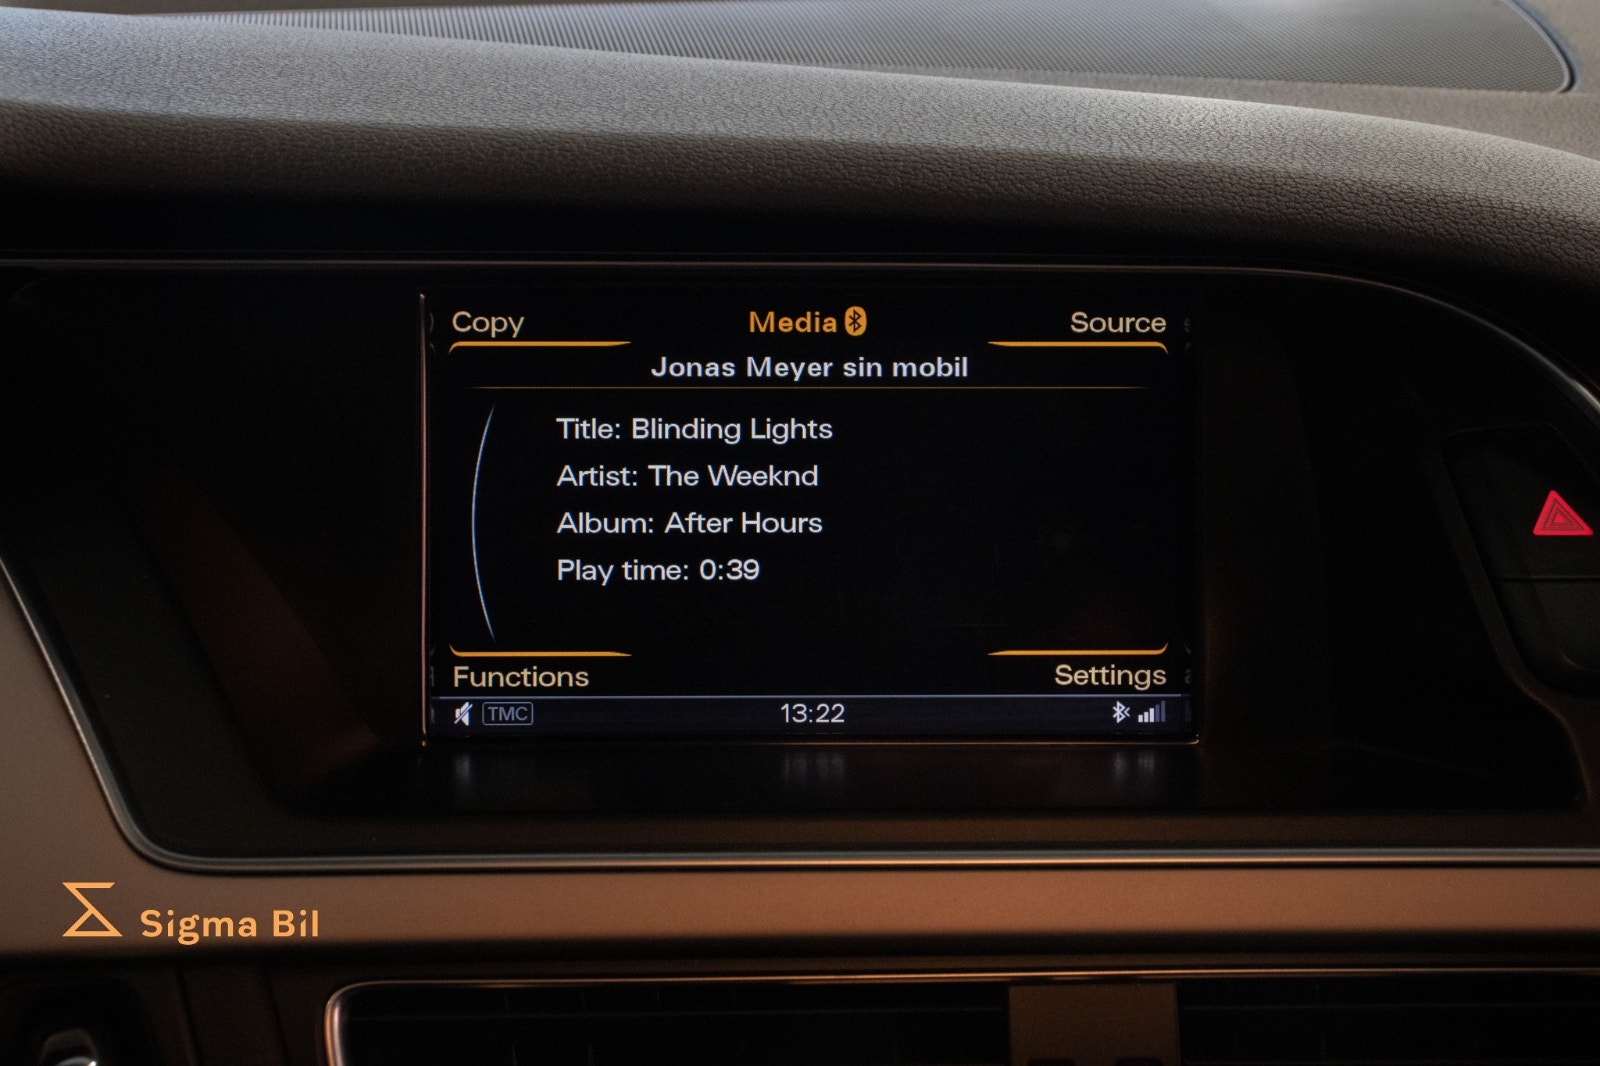 Copy Media Source
Jonas Meyer sin mobil
Title: Blinding Lights
Artist: The Weeknd
Album: After Hours
Play time: 0:39
Functions Settings
TMC 13:22
Sigma Bil